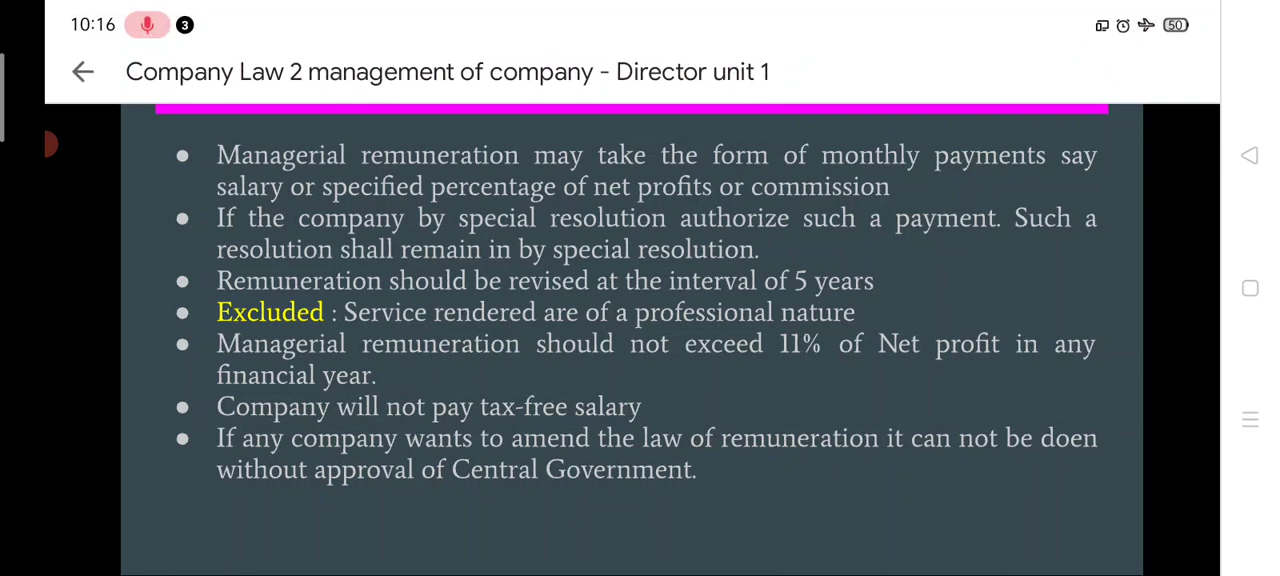 10:16 3 50
Company Law 2 management of company - Director unit 1
● Managerial remuneration may take the form of monthly payments say
salary or specified percentage of net profits or commission
● If the company by special resolution authorize such a payment. Such a
resolution shall remain in by special resolution.
● Remuneration should be revised at the interval of 5 years
● Excluded : Service rendered are of a professional nature
● Managerial remuneration should not exceed 11% of Net profit in any
financial year.
● Company will not pay tax-free salary
● If any company wants to amend the law of remuneration it can not be doen
without approval of Central Government.